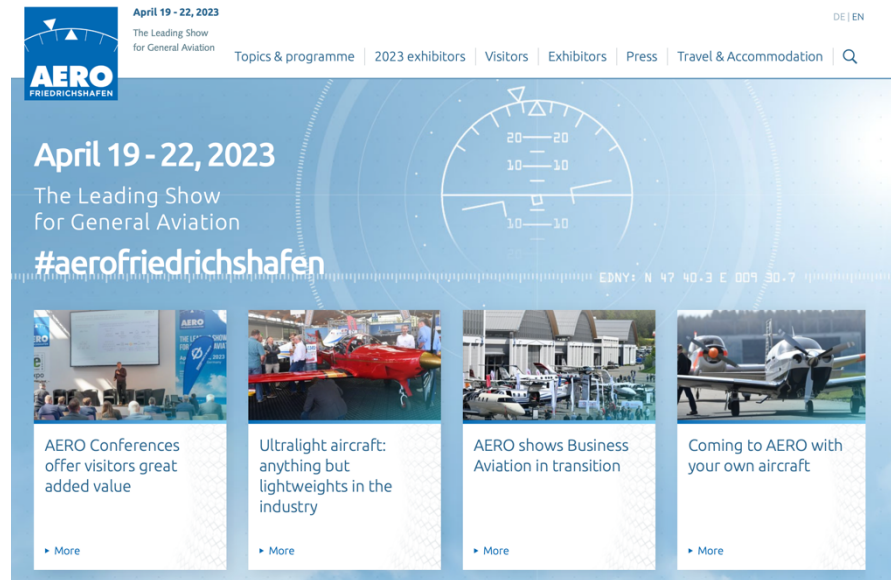 April 19 - 22, 2023
The Leading Show
for General Aviation
DE | EN
AERO
FRIEDRICHSHAFEN
Topics & programme
2023 exhibitors
Visitors
Exhibitors
Press
Travel & Accommodation
April 19 - 22, 2023
The Leading Show
for General Aviation
#aerofriedrichshafen
20 20
10 10
10 10
EDNY: N 47 40.3 E 009 30.7
AERO
AERO Conferences
offer visitors great
added value
More
Ultralight aircraft:
anything but
lightweights in the
industry
More
AERO shows Business
Aviation in transition
More
Coming to AERO with
your own aircraft
More